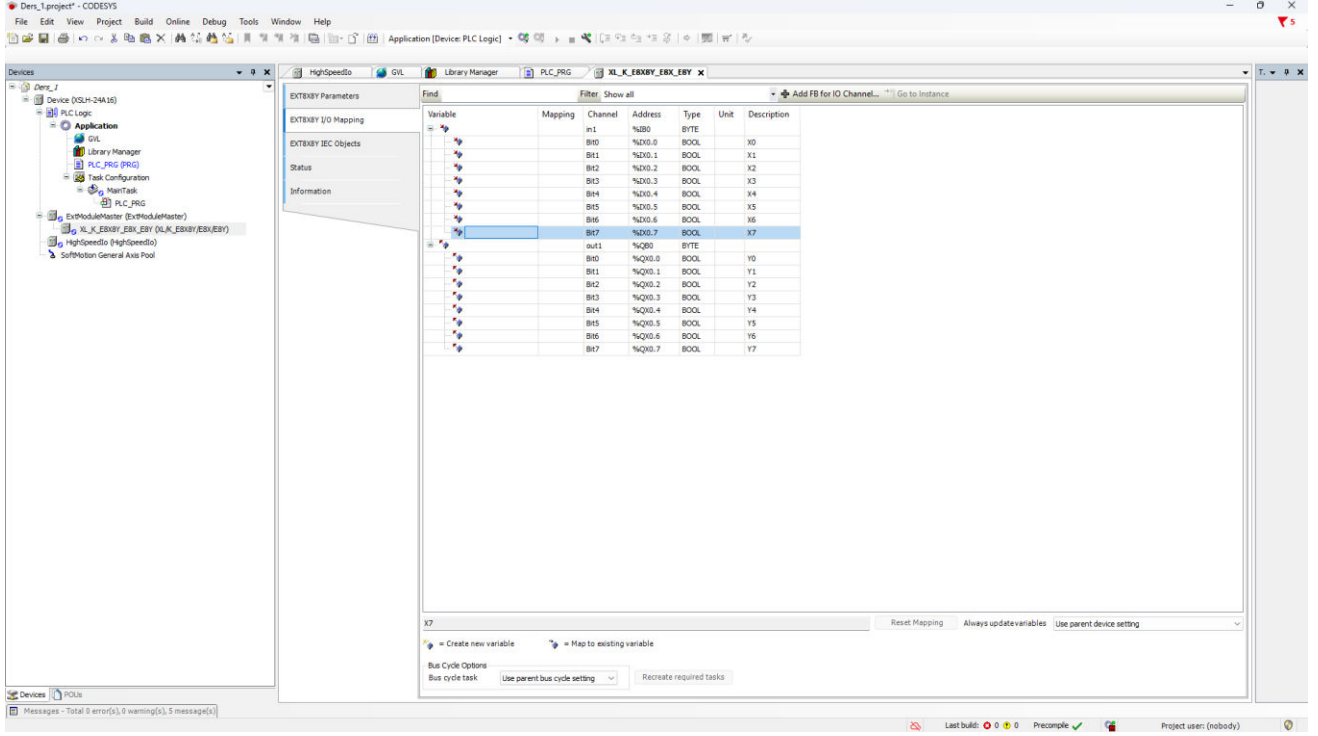 Ders_1.project* - CODESYS
File Edit View Project Build Online Debug Tools Window Help
5
Application [Device: PLC Logic]
Devices
HighSpeedIo GVL Library Manager PLC_PRG XL_K_E8X8Y_E8X_E8Y
T.
Ders_1
Device (XSLH-24A16)
PLC Logic
Application
GVL
Library Manager
PLC_PRG (PRG)
Task Configuration
MainTask
PLC_PRG
ExtModuleMaster (ExtModuleMaster)
XL_K_E8X8Y_E8X_E8Y (XL/K_E8X8Y/E8X/E8Y)
HighSpeedIo (HighSpeedIo)
SoftMotion General Axis Pool
EXT8X8Y Parameters
EXT8X8Y I/O Mapping
EXT8X8Y IEC Objects
Status
Information
Find Filter Show all Add FB for IO Channel... Go to Instance
Variable Mapping Channel Address Type Unit Description
in1 %IB0 BYTE
Bit0 %IX0.0 BOOL X0
Bit1 %IX0.1 BOOL X1
Bit2 %IX0.2 BOOL X2
Bit3 %IX0.3 BOOL X3
Bit4 %IX0.4 BOOL X4
Bit5 %IX0.5 BOOL X5
Bit6 %IX0.6 BOOL X6
Bit7 %IX0.7 BOOL X7
out1 %QB0 BYTE
Bit0 %QX0.0 BOOL Y0
Bit1 %QX0.1 BOOL Y1
Bit2 %QX0.2 BOOL Y2
Bit3 %QX0.3 BOOL Y3
Bit4 %QX0.4 BOOL Y4
Bit5 %QX0.5 BOOL Y5
Bit6 %QX0.6 BOOL Y6
Bit7 %QX0.7 BOOL Y7
X7 Reset Mapping Always update variables Use parent device setting
= Create new variable = Map to existing variable
Bus Cycle Options
Bus cycle task Use parent bus cycle setting Recreate required tasks
Devices POUs
Messages - Total 0 error(s), 0 warning(s), 5 message(s)
Last build: 0 0 Precompile Project user: (nobody)